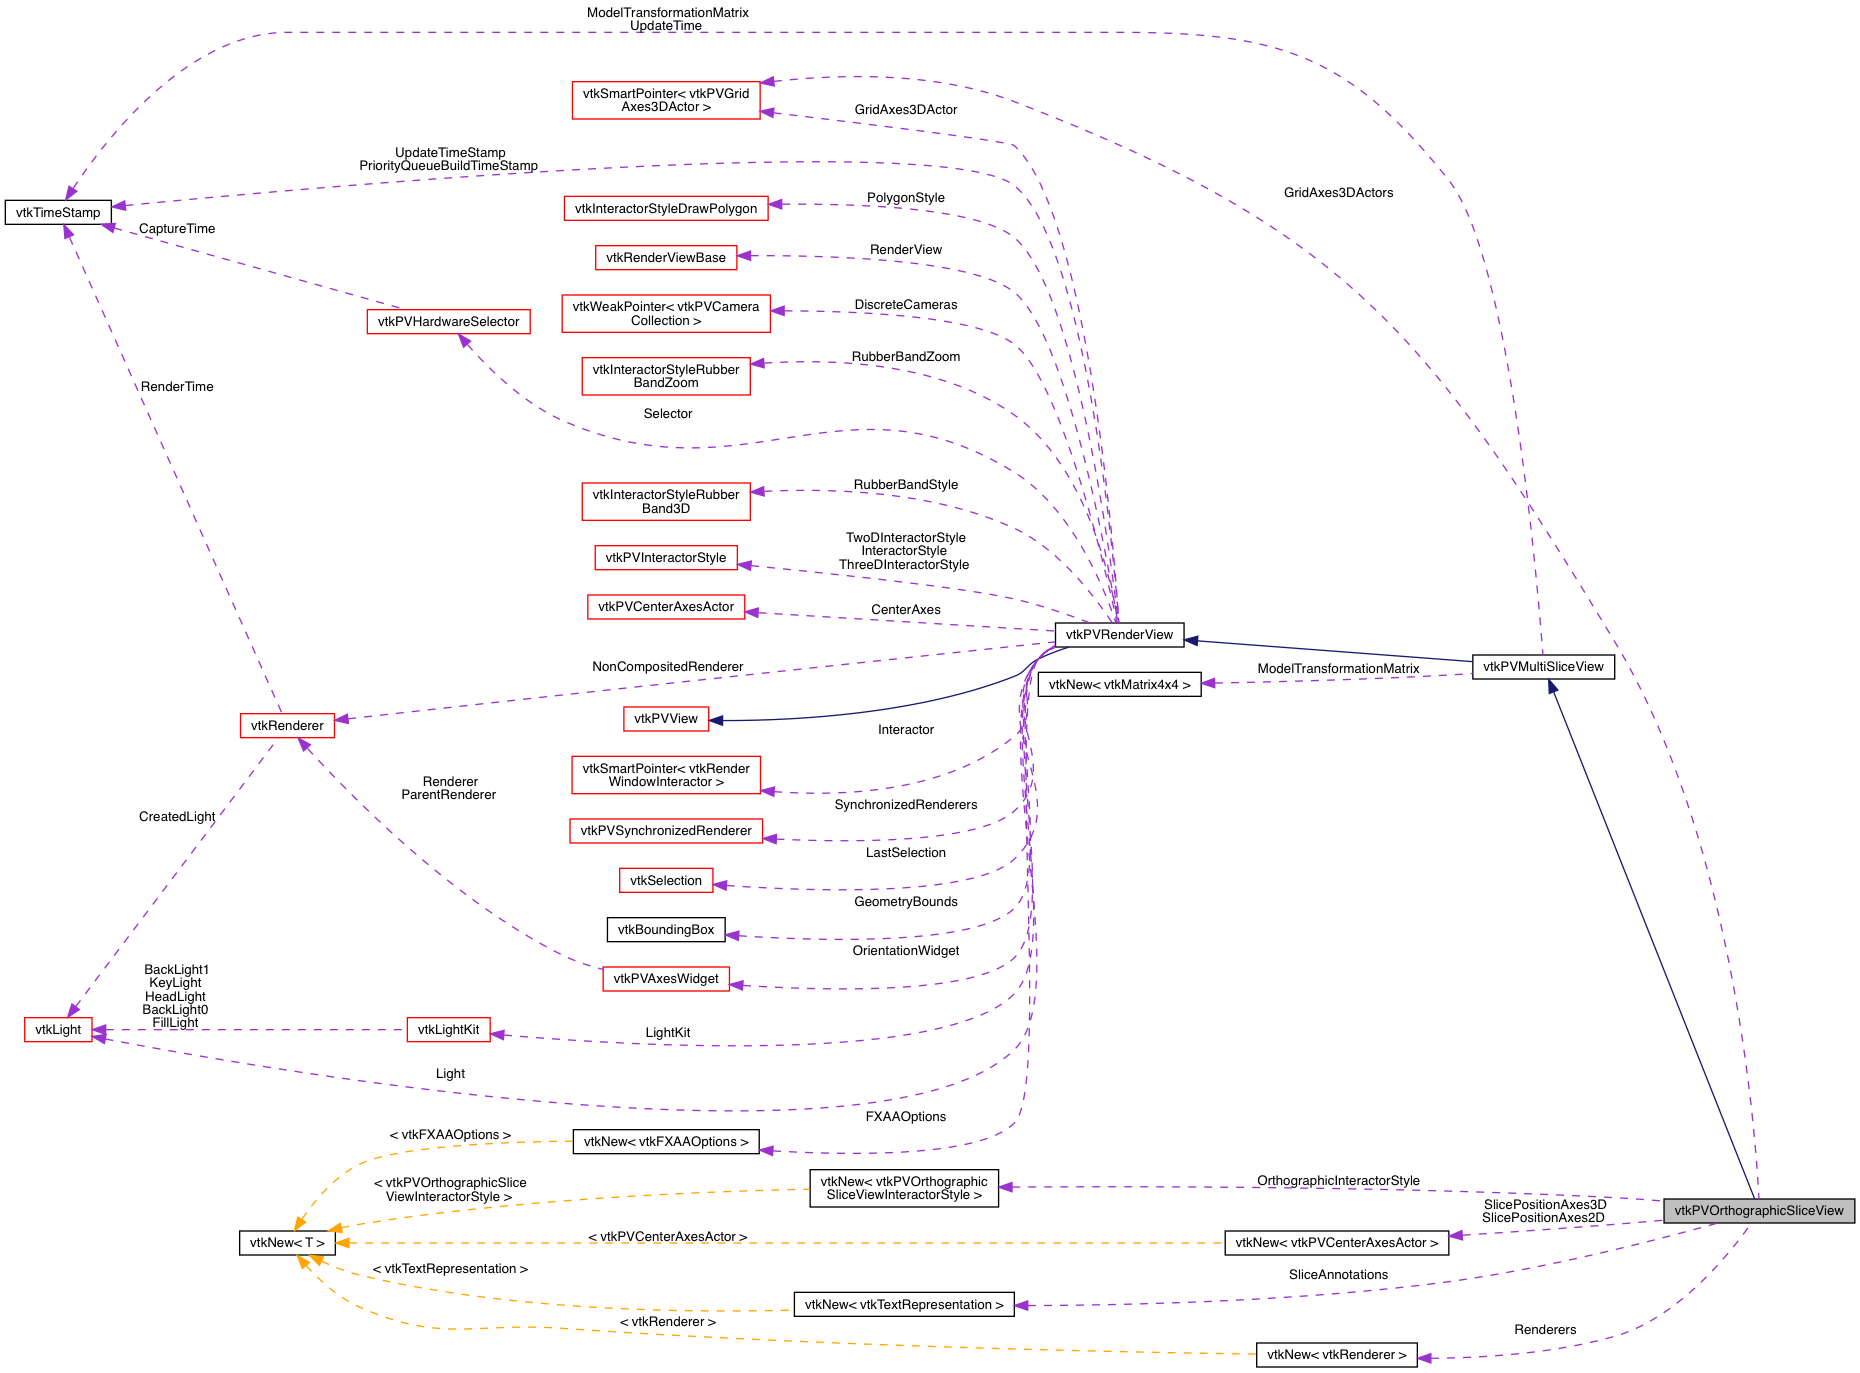 ModelTransformationMatrix
UpdateTime
vtkSmartPointer< vtkPVGrid
Axes3DActor >
GridAxes3DActor
UpdateTimeStamp
PriorityQueueBuildTimeStamp
GridAxes3DActors
vtkTimeStamp
vtkInteractorStyleDrawPolygon
PolygonStyle
CaptureTime
vtkRenderViewBase
RenderView
vtkWeakPointer< vtkPVCamera
Collection >
DiscreteCameras
vtkPVHardwareSelector
vtkInteractorStyleRubber
BandZoom
RubberBandZoom
RenderTime
Selector
vtkInteractorStyleRubber
Band3D
RubberBandStyle
TwoDInteractorStyle
InteractorStyle
ThreeDInteractorStyle
vtkPVInteractorStyle
vtkPVCenterAxesActor
CenterAxes
vtkPVRenderView
NonCompositedRenderer
ModelTransformationMatrix
vtkPVMultiSliceView
vtkNew< vtkMatrix4x4 >
vtkPVView
vtkRenderer
Interactor
vtkSmartPointer< vtkRender
WindowInteractor >
Renderer
ParentRenderer
SynchronizedRenderers
CreatedLight
vtkPVSynchronizedRenderer
LastSelection
vtkSelection
GeometryBounds
vtkBoundingBox
OrientationWidget
vtkPVAxesWidget
BackLight1
KeyLight
HeadLight
BackLight0
FillLight
vtkLight
vtkLightKit
LightKit
Light
FXAAOptions
< vtkFXAAOptions >
vtkNew< vtkFXAAOptions >
< vtkPVOrthographicSlice
ViewInteractorStyle >
vtkNew< vtkPVOrthographic
SliceViewInteractorStyle >
OrthographicInteractorStyle
SlicePositionAxes3D
SlicePositionAxes2D
vtkPVOrthographicSliceView
vtkNew< T >
< vtkPVCenterAxesActor >
vtkNew< vtkPVCenterAxesActor >
< vtkTextRepresentation >
SliceAnnotations
vtkNew< vtkTextRepresentation >
< vtkRenderer >
Renderers
vtkNew< vtkRenderer >